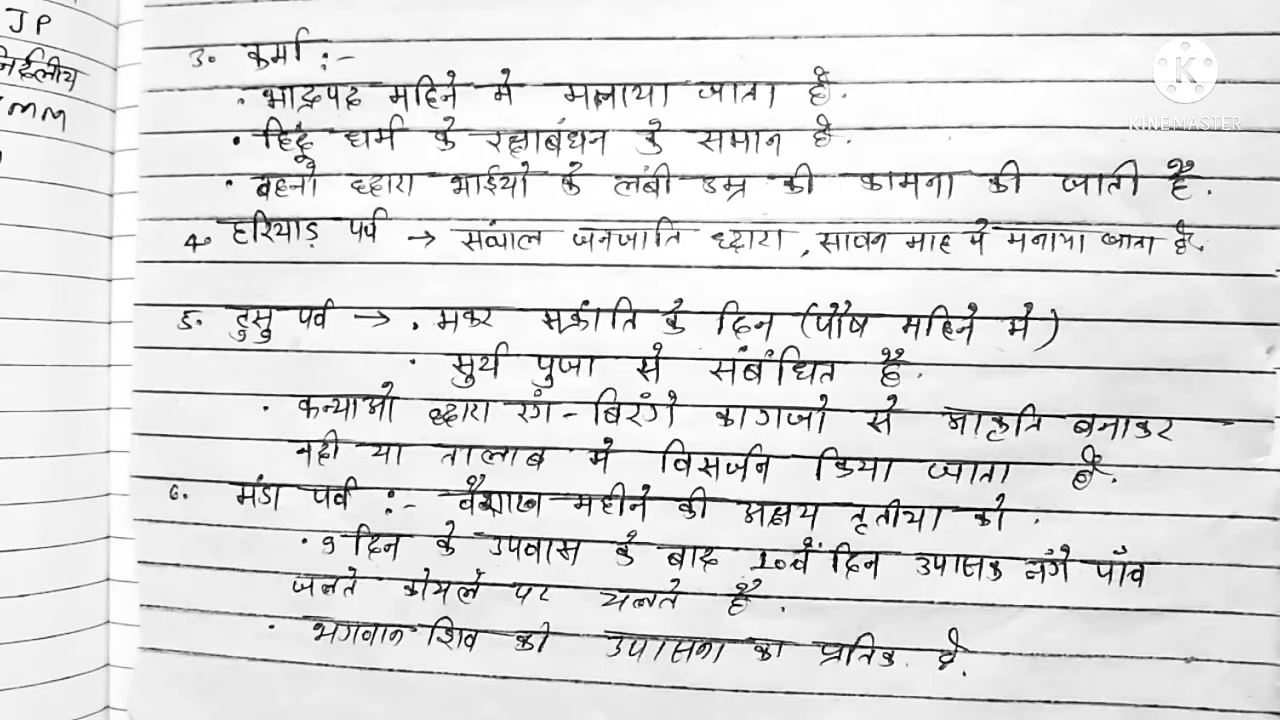 JP
निर्दलीय
MM
3. कर्मा :-
• भाद्रपद महिने मे मनाया जाता है.
• हिंदू धर्म के रक्षाबंधन के समान है.
• बहनो ध्दारा भाईयो के लंबी उम्र की कामना की जाती है.
4. हरियाड़ पर्व → संथाल जनजाति ध्दारा, सावन माह मे मनाया जाता है.
5. टुसु पर्व → • मकर सक्रांति के दिन (पौष महिने मे)
• सुर्य पुजा से संबंधित है.
• कन्याओ ध्दारा रंग-बिरंगे कागजो से आकृति बनाकर
नदी या तालाब मे विसर्जन किया जाता है.
6. मंडा पर्व :- वैशाख महीने की अक्षय तृतीया को.
• 9 दिन के उपवास के बाद 10वें दिन उपासक नंगे पाँव
जलते कोयले पर चलते है.
• भगवान शिव की उपासना का प्रतिक है.
K
KINEMASTER